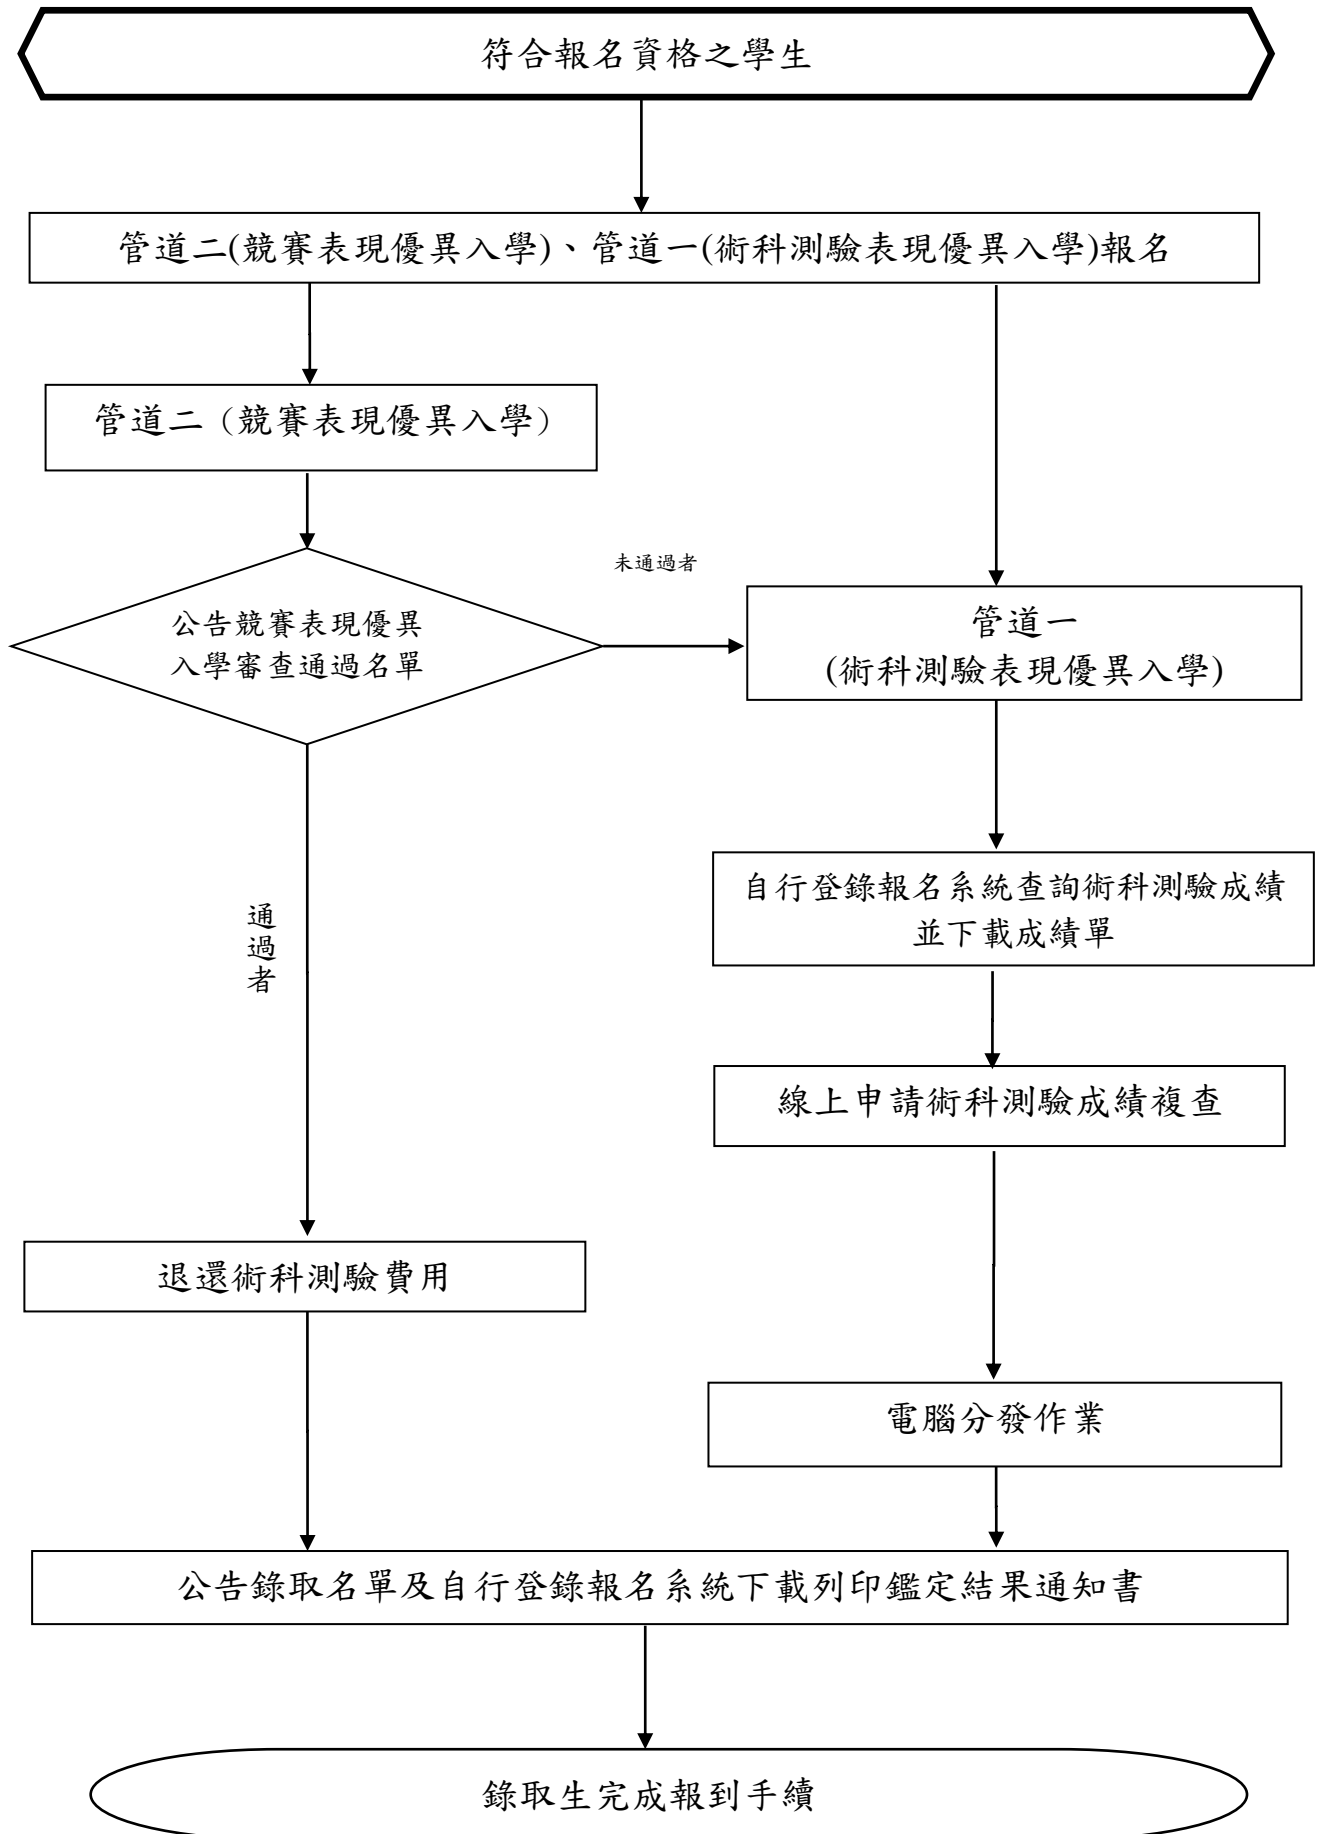 符合報名資格之學生
管道二(競賽表現優異入學)、管道一(術科測驗表現優異入學)報名
管道二（競賽表現優異入學）
未通過者
公告競賽表現優異
入學審查通過名單
管道一
(術科測驗表現優異入學)
自行登錄報名系統查詢術科測驗成績
並下載成績單
通過者
線上申請術科測驗成績複查
退還術科測驗費用
電腦分發作業
公告錄取名單及自行登錄報名系統下載列印鑑定結果通知書
錄取生完成報到手續